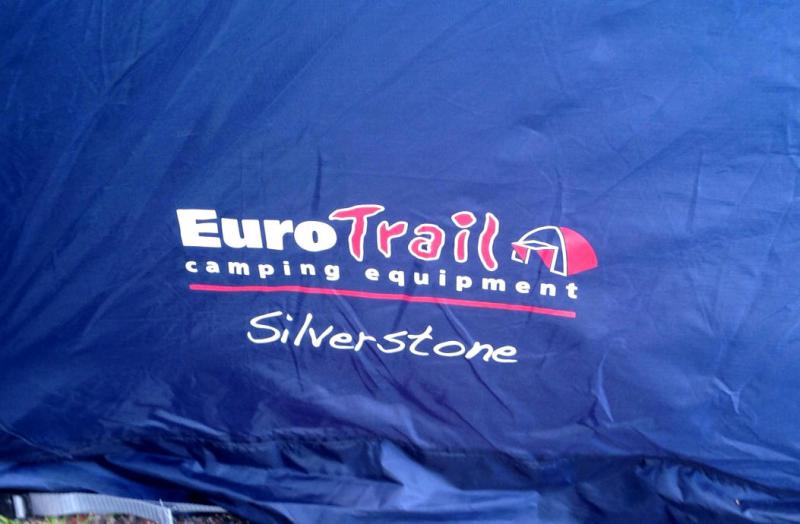 EuroTrail
camping equipment
Silverstone